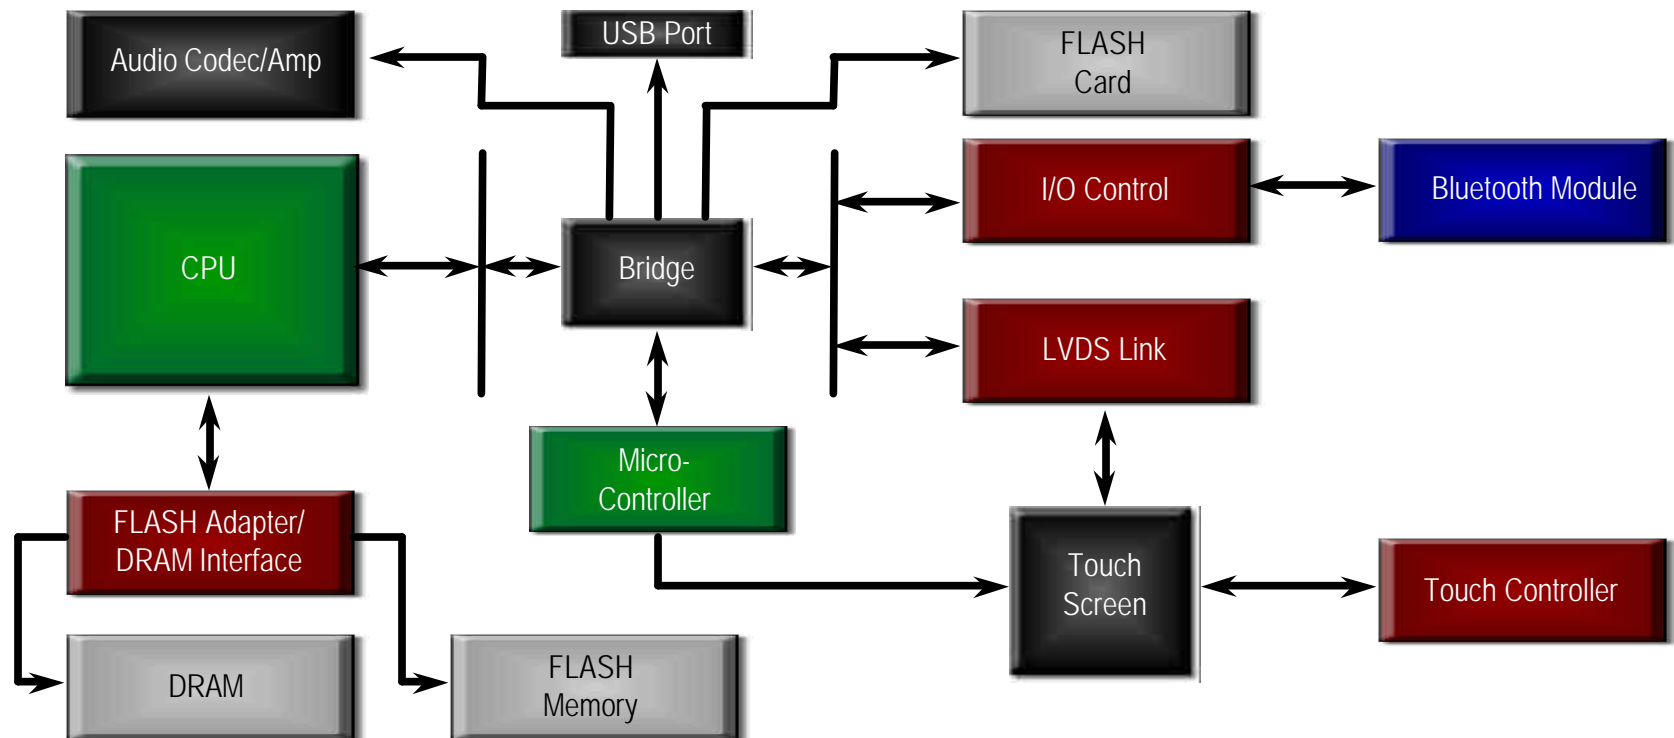 USB Port
Audio Codec/Amp
FLASH
Card
I/O Control
Bluetooth Module
CPU
Bridge
LVDS Link
Micro-
Controller
FLASH Adapter/
DRAM Interface
Touch
Screen
Touch Controller
DRAM
FLASH
Memory